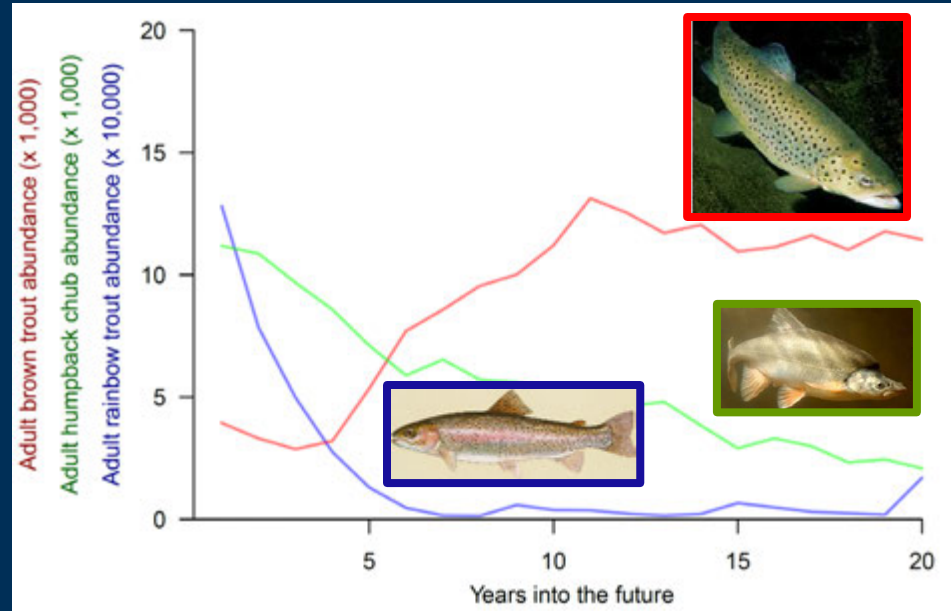 Adult brown trout abundance (x 1,000)
Adult humpback chub abundance (x 1,000)
Adult rainbow trout abundance (x 10,000)
20
15
10
5
0
5
10
15
20
Years into the future